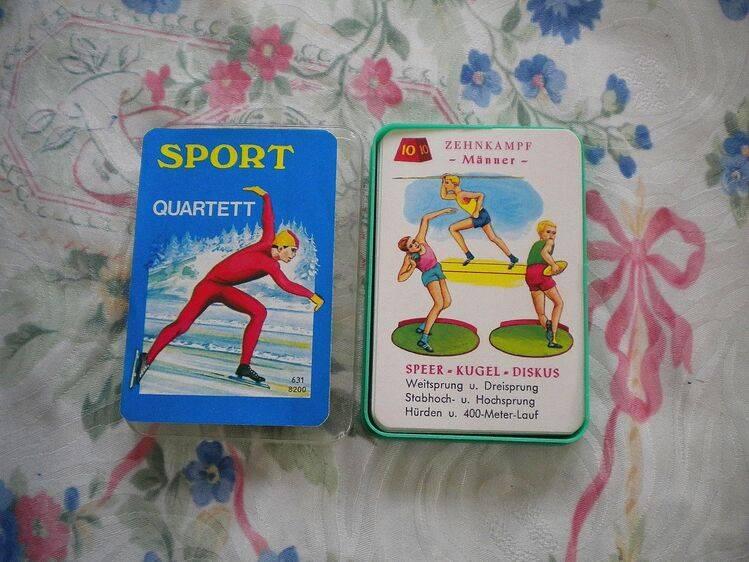 SPORT
QUARTETT
631
8200
10 10
ZEHNKAMPF
- Männer -
SPEER - KUGEL - DISKUS
Weitsprung u. Dreisprung
Stabhoch- u. Hochsprung
Hürden u. 400-Meter-Lauf